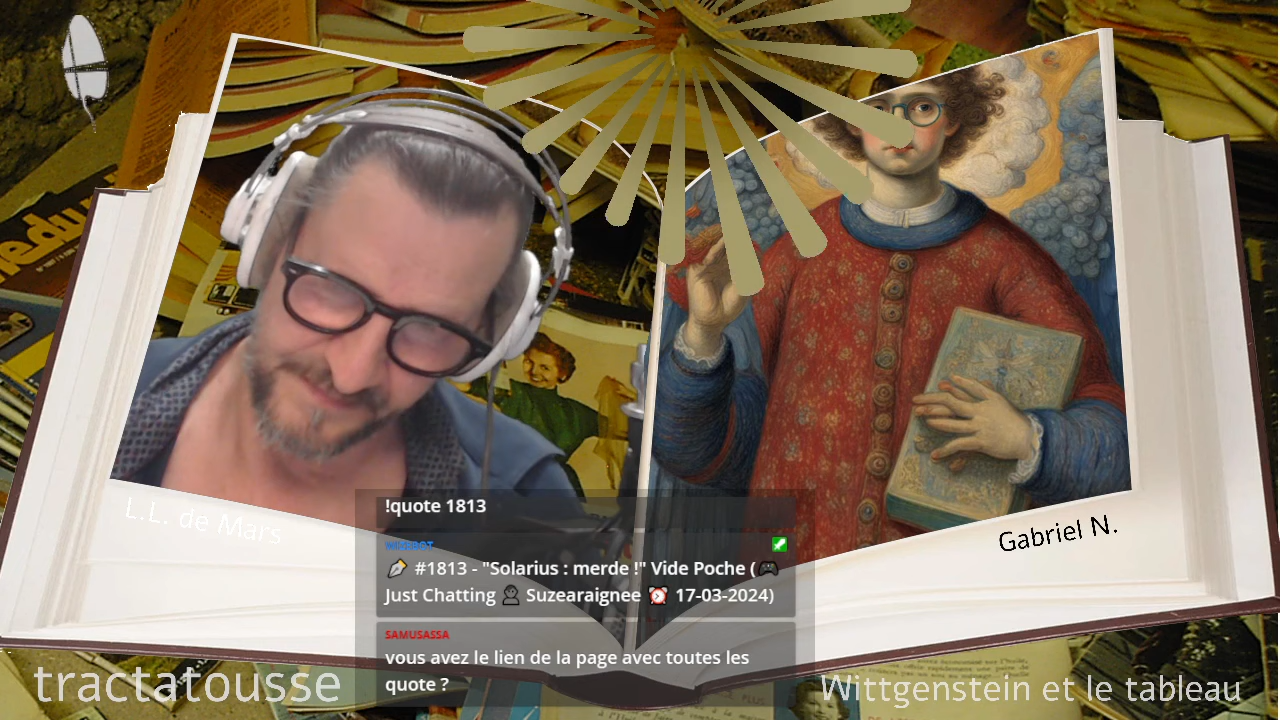 L.L. de Mars
Gabriel N.
!quote 1813
WIZEBOT
#1813 - "Solarius : merde !" Vide Poche (🎮
Just Chatting 👤 Suzearaignee ⏰ 17-03-2024)
SAMUSASSA
vous avez le lien de la page avec toutes les
quote ?
tractatousse
Wittgenstein et le tableau